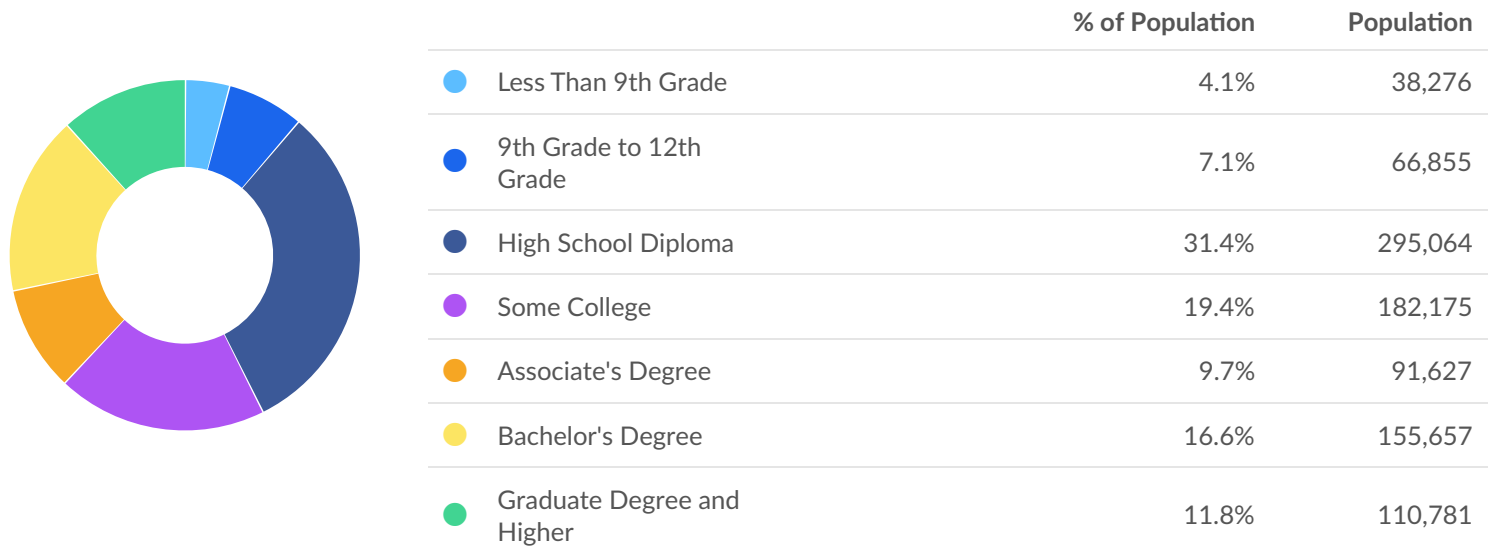 % of Population Population
Less Than 9th Grade 4.1% 38,276
9th Grade to 12th
Grade 7.1% 66,855
High School Diploma 31.4% 295,064
Some College 19.4% 182,175
Associate's Degree 9.7% 91,627
Bachelor's Degree 16.6% 155,657
Graduate Degree and
Higher 11.8% 110,781